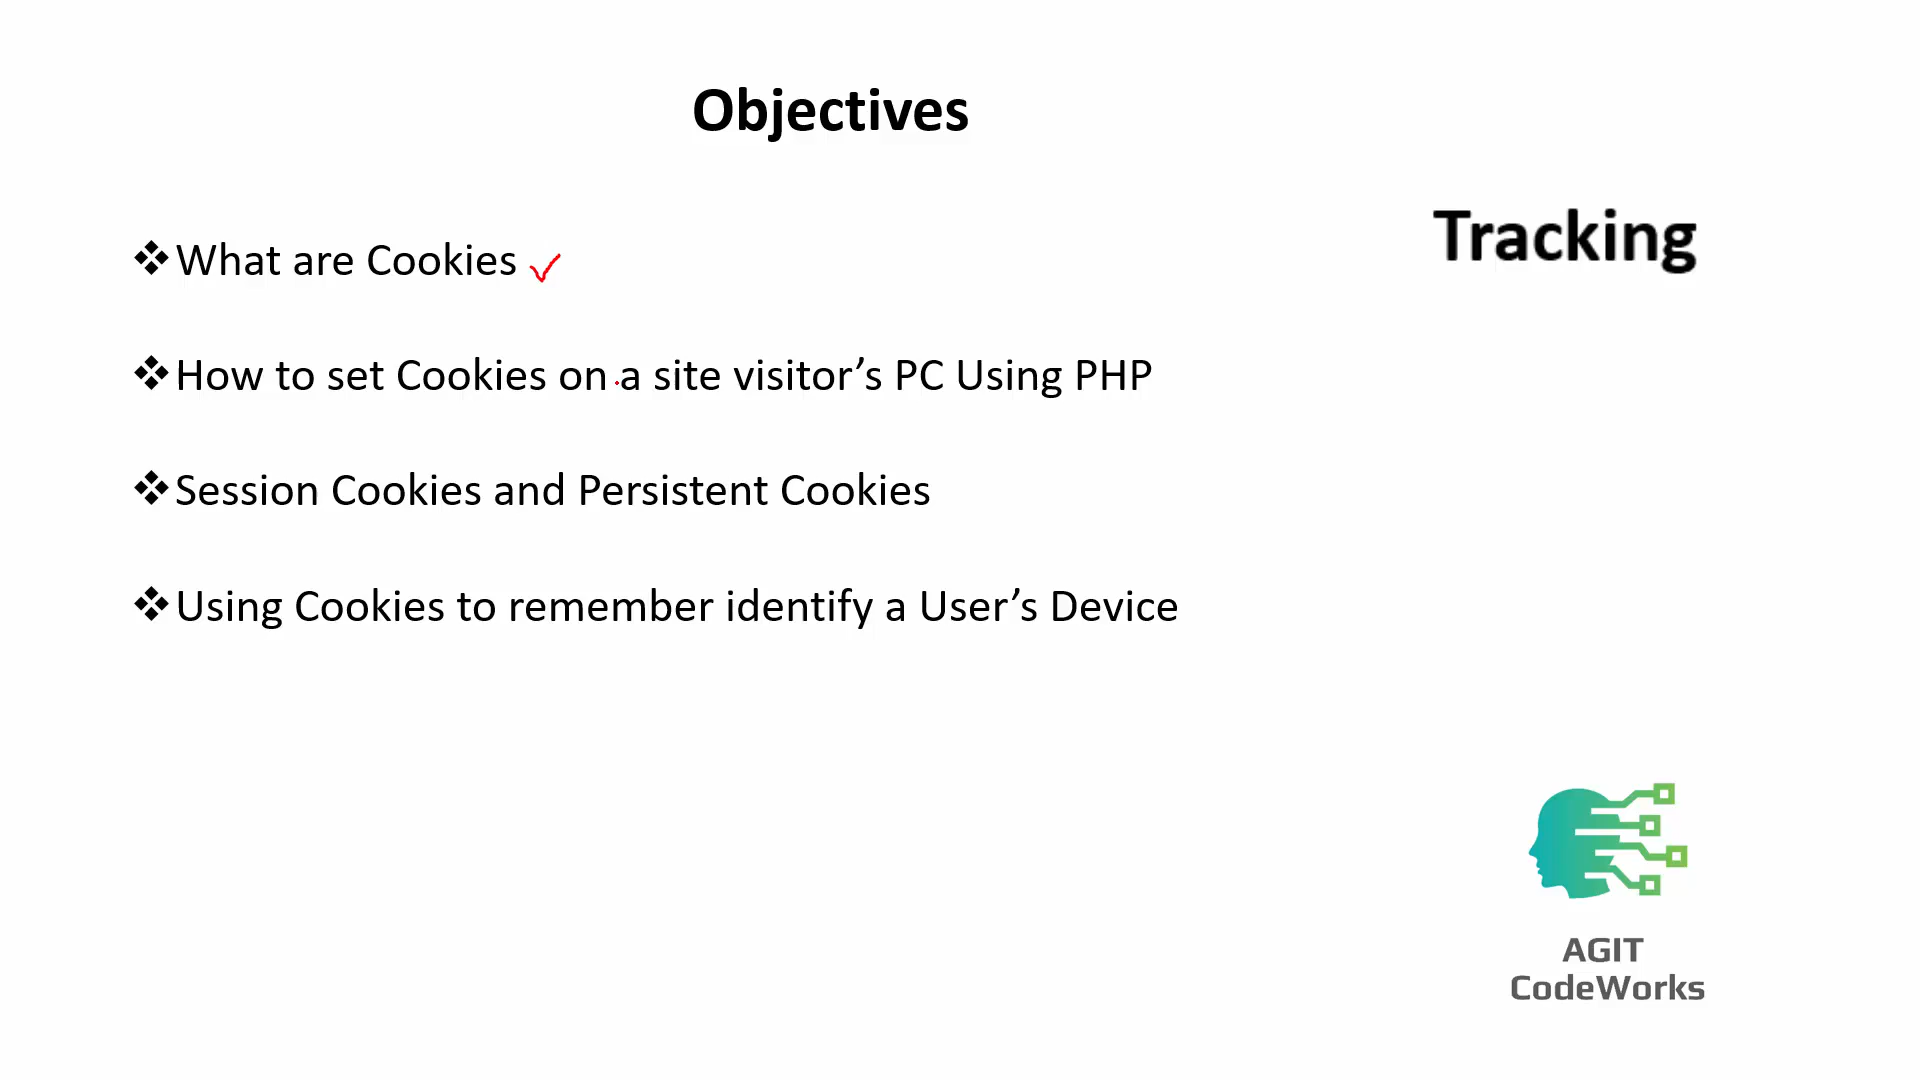 Objectives
Tracking
❖What are Cookies ✓
❖How to set Cookies on a site visitor’s PC Using PHP
❖Session Cookies and Persistent Cookies
❖Using Cookies to remember identify a User’s Device
AGIT
CodeWorks